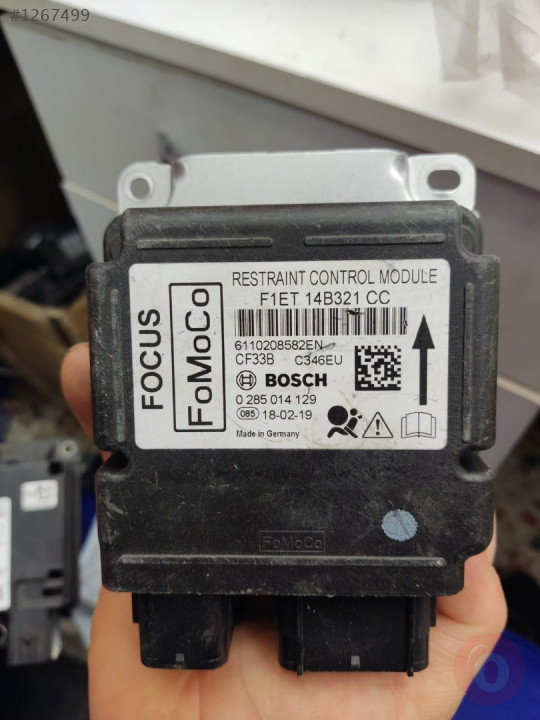 #1267499
FOCUS
FoMoCo
RESTRAINT CONTROL MODULE
F1ET 14B321 CC
6110208582EN
CF33B C346EU
BOSCH
0 285 014 129
085 18-02-19
Made in Germany
FoMoCo